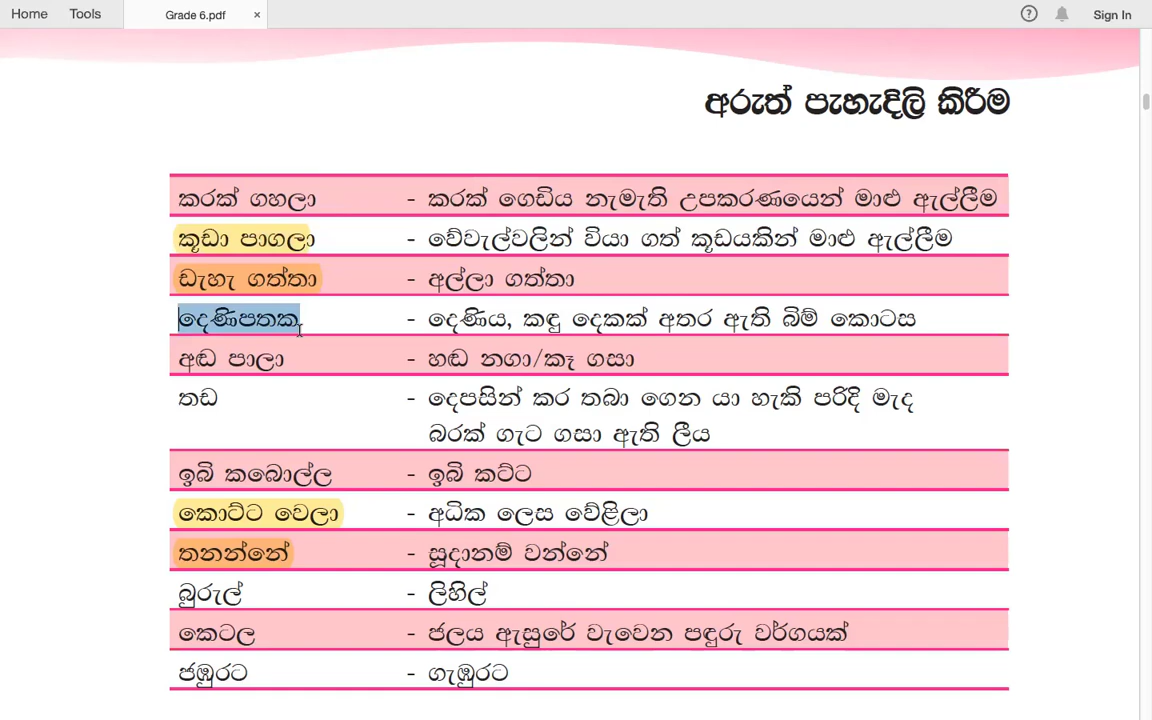 Home Tools Grade 6.pdf × Sign In
අරුත් පැහැදිලි කිරීම
කරක් ගහලා - කරක් ගෙඩිය නැමැති උපකරණයෙන් මාළු ඇල්ලීම
කූඩා පාගලා - වේවැල්වලින් වියා ගත් කූඩයකින් මාළු ඇල්ලීම
ඩැහැ ගත්තා - අල්ලා ගත්තා
දෙණිපතක - දෙණිය, කඳු දෙකක් අතර ඇති බිම් කොටස
අඬ පාලා - හඬ නගා/කෑ ගසා
තඩ - දෙපසින් කර තබා ගෙන යා හැකි පරිදි මැද
බරක් ගැට ගසා ඇති ලීය
ඉබි කබොල්ල - ඉබි කට්ට
කොට්ට වෙලා - අධික ලෙස වේළිලා
තනන්නේ - සූදානම් වන්නේ
බුරුල් - ලිහිල්
කෙටල - ජලය ඇසුරේ වැවෙන පඳුරු වර්ගයක්
ජඹුරට - ගැඹුරට